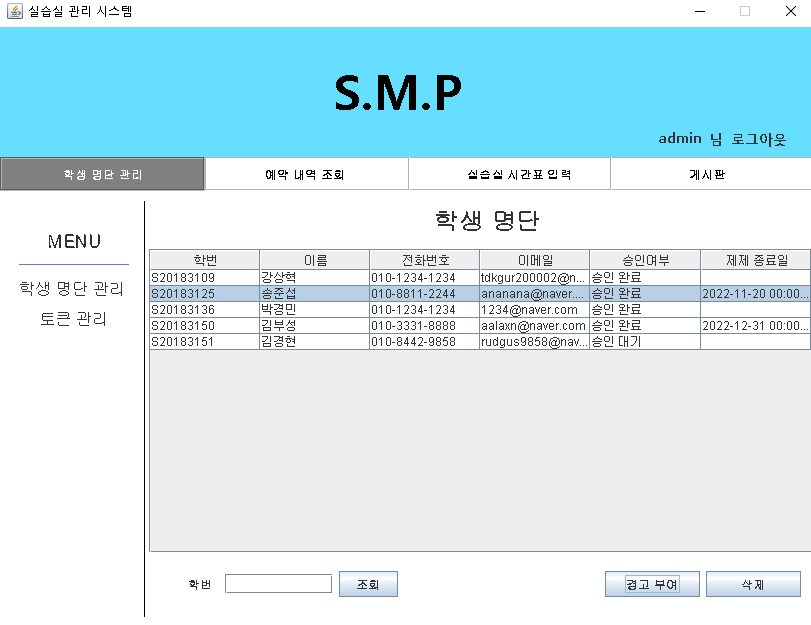 실습실 관리 시스템
S.M.P
admin 님 로그아웃
학생 명단 관리 예약 내역 조회 실습실 시간표 입력 게시판
MENU
학생 명단 관리
토큰 관리
학생 명단
학번 이름 전화번호 이메일 승인여부 제제 종료일
S20183109 강상혁 010-1234-1234 tdkgur200002@n... 승인 완료
S20183125 송준섭 010-8811-2244 ananana@naver.... 승인 완료 2022-11-20 00:00...
S20183136 박경민 010-1234-1234 1234@naver.com 승인 완료
S20183150 김부성 010-3331-8888 aalaxn@naver.com 승인 완료 2022-12-31 00:00...
S20183151 김경현 010-8442-9858 rudgus9858@nav... 승인 대기
학번 조회 경고 부여 삭제